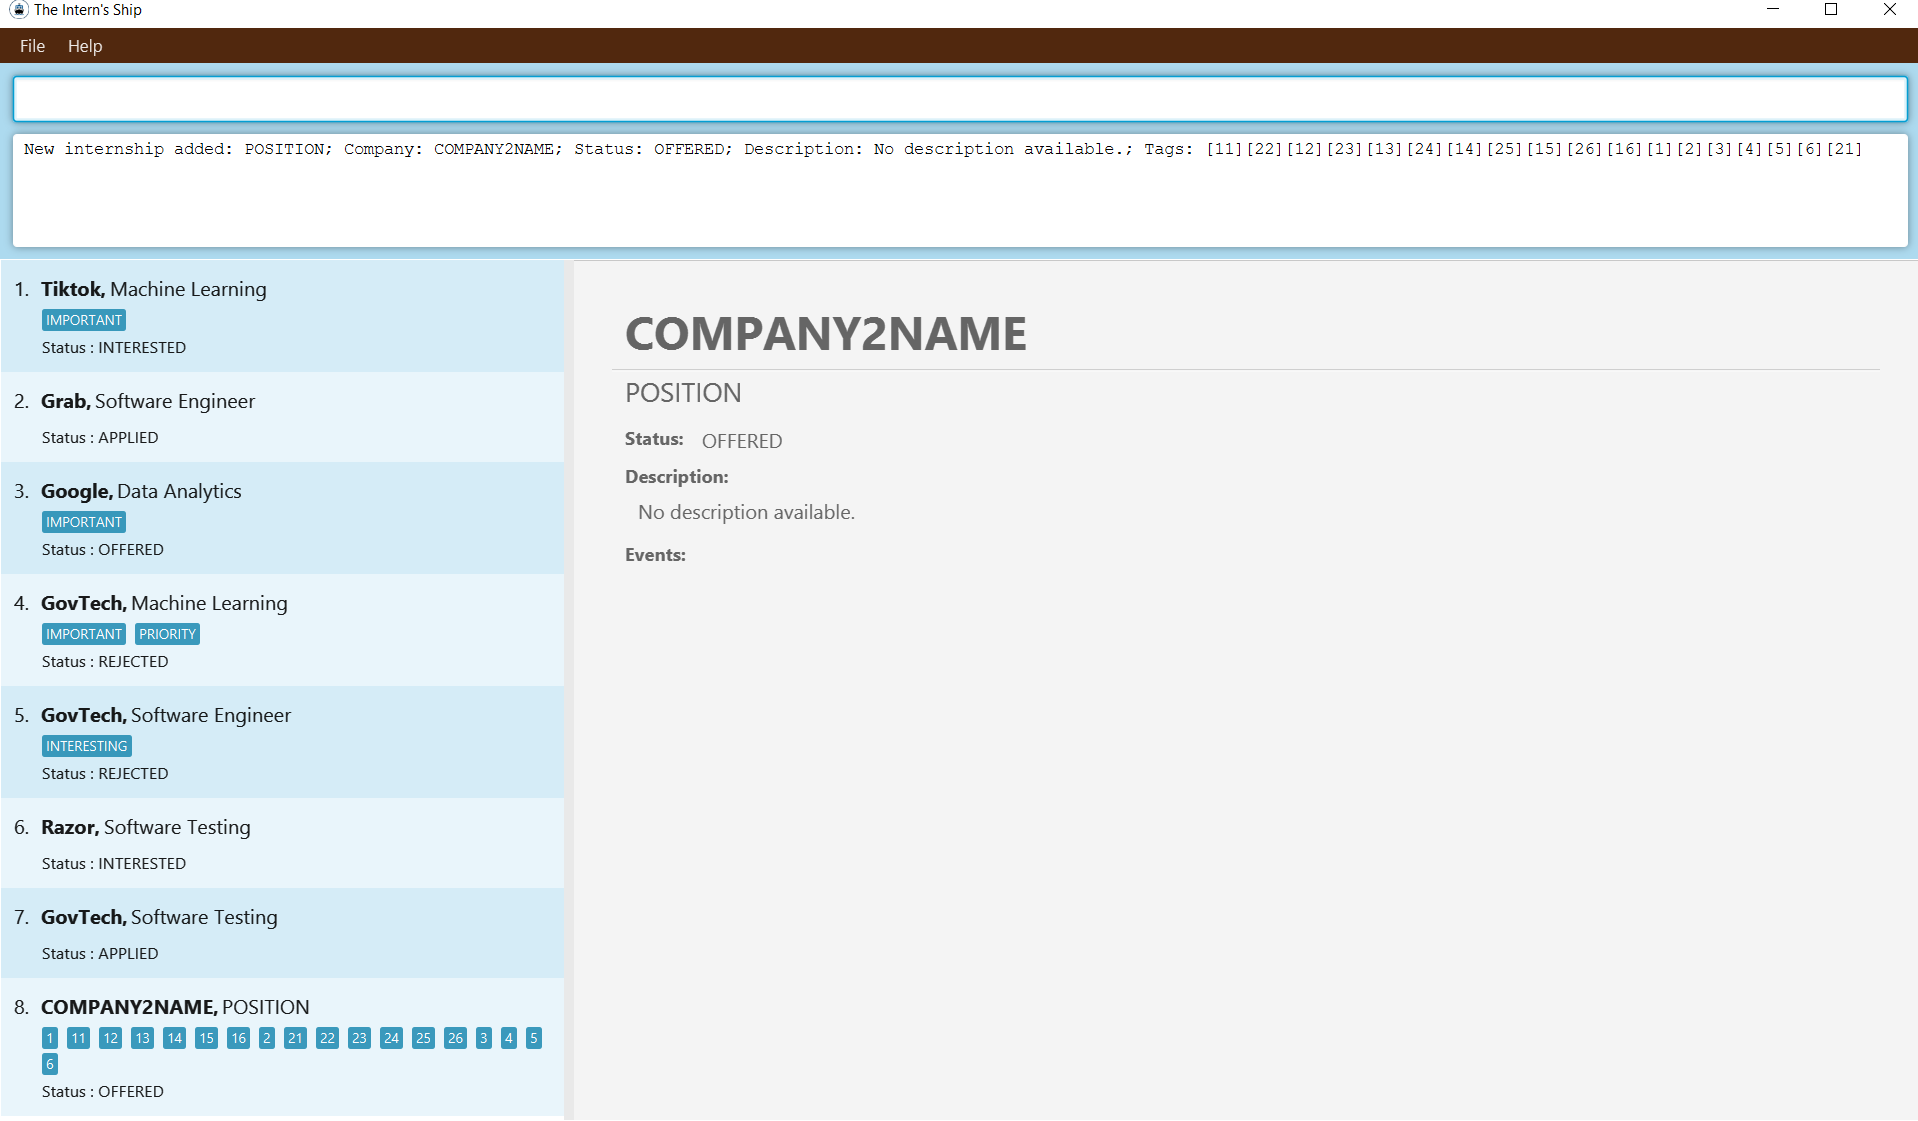 The Intern's Ship
File Help
New internship added: POSITION; Company: COMPANY2NAME; Status: OFFERED; Description: No description available.; Tags: [11][22][12][23][13][24][14][25][15][26][16][1][2][3][4][5][6][21]
1. Tiktok, Machine Learning
IMPORTANT
Status : INTERESTED
2. Grab, Software Engineer
Status : APPLIED
3. Google, Data Analytics
IMPORTANT
Status : OFFERED
4. GovTech, Machine Learning
IMPORTANT PRIORITY
Status : REJECTED
5. GovTech, Software Engineer
INTERESTING
Status : REJECTED
6. Razor, Software Testing
Status : INTERESTED
7. GovTech, Software Testing
Status : APPLIED
8. COMPANY2NAME, POSITION
1 11 12 13 14 15 16 2 21 22 23 24 25 26 3 4 5
6
Status : OFFERED
COMPANY2NAME
POSITION
Status: OFFERED
Description:
No description available.
Events: